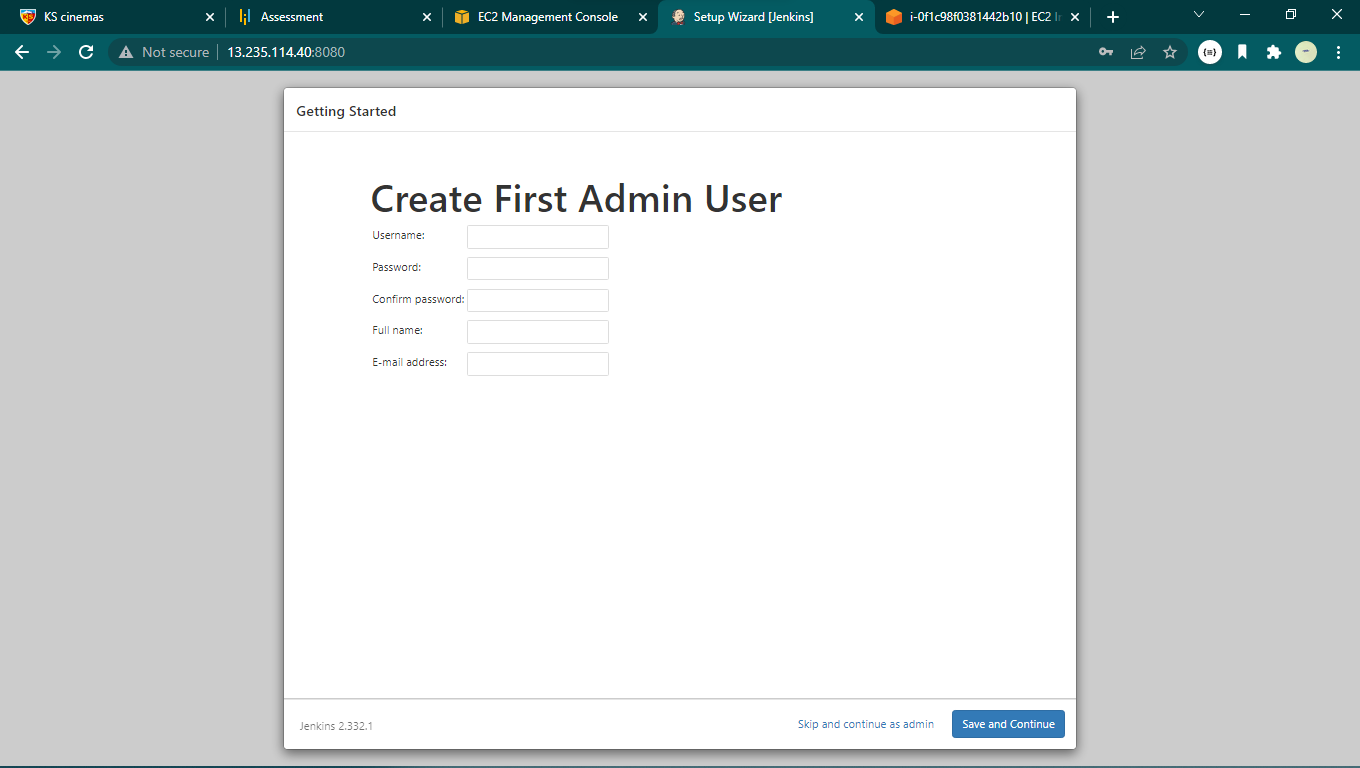 KS cinemas
Assessment
EC2 Management Console
Setup Wizard [Jenkins]
i-0f1c98f0381442b10 | EC2 I
Not secure | 13.235.114.40:8080
Getting Started
Create First Admin User
Username:
Password:
Confirm password:
Full name:
E-mail address:
Jenkins 2.332.1
Skip and continue as admin
Save and Continue